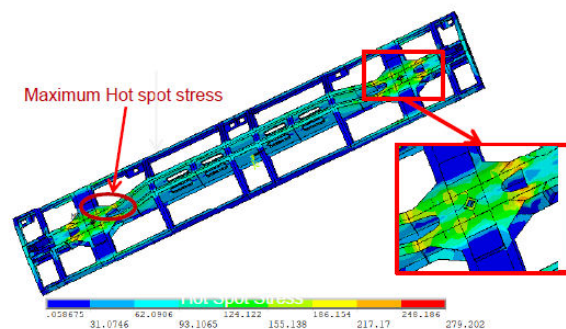 Maximum Hot spot stress
Hot Spot Stress
.058675 62.0906 124.122 186.154 248.186
31.0746 93.1065 155.138 217.17 279.202